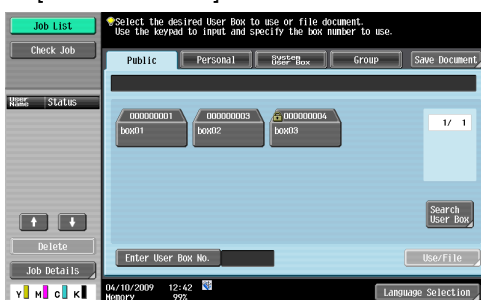 Job List
Select the desired User Box to use or file document.
Use the keypad to input and specify the box number to use.
Check Job
Public
Personal
System
User Box
Group
Save Document
User
Name
Status
000000001
box01
000000003
box02
000000004
box03
1/ 1
Search
User Box
Delete
Enter User Box No.
Use/File
Job Details
Y M C K
04/10/2009 12:42
Memory 99%
Language Selection